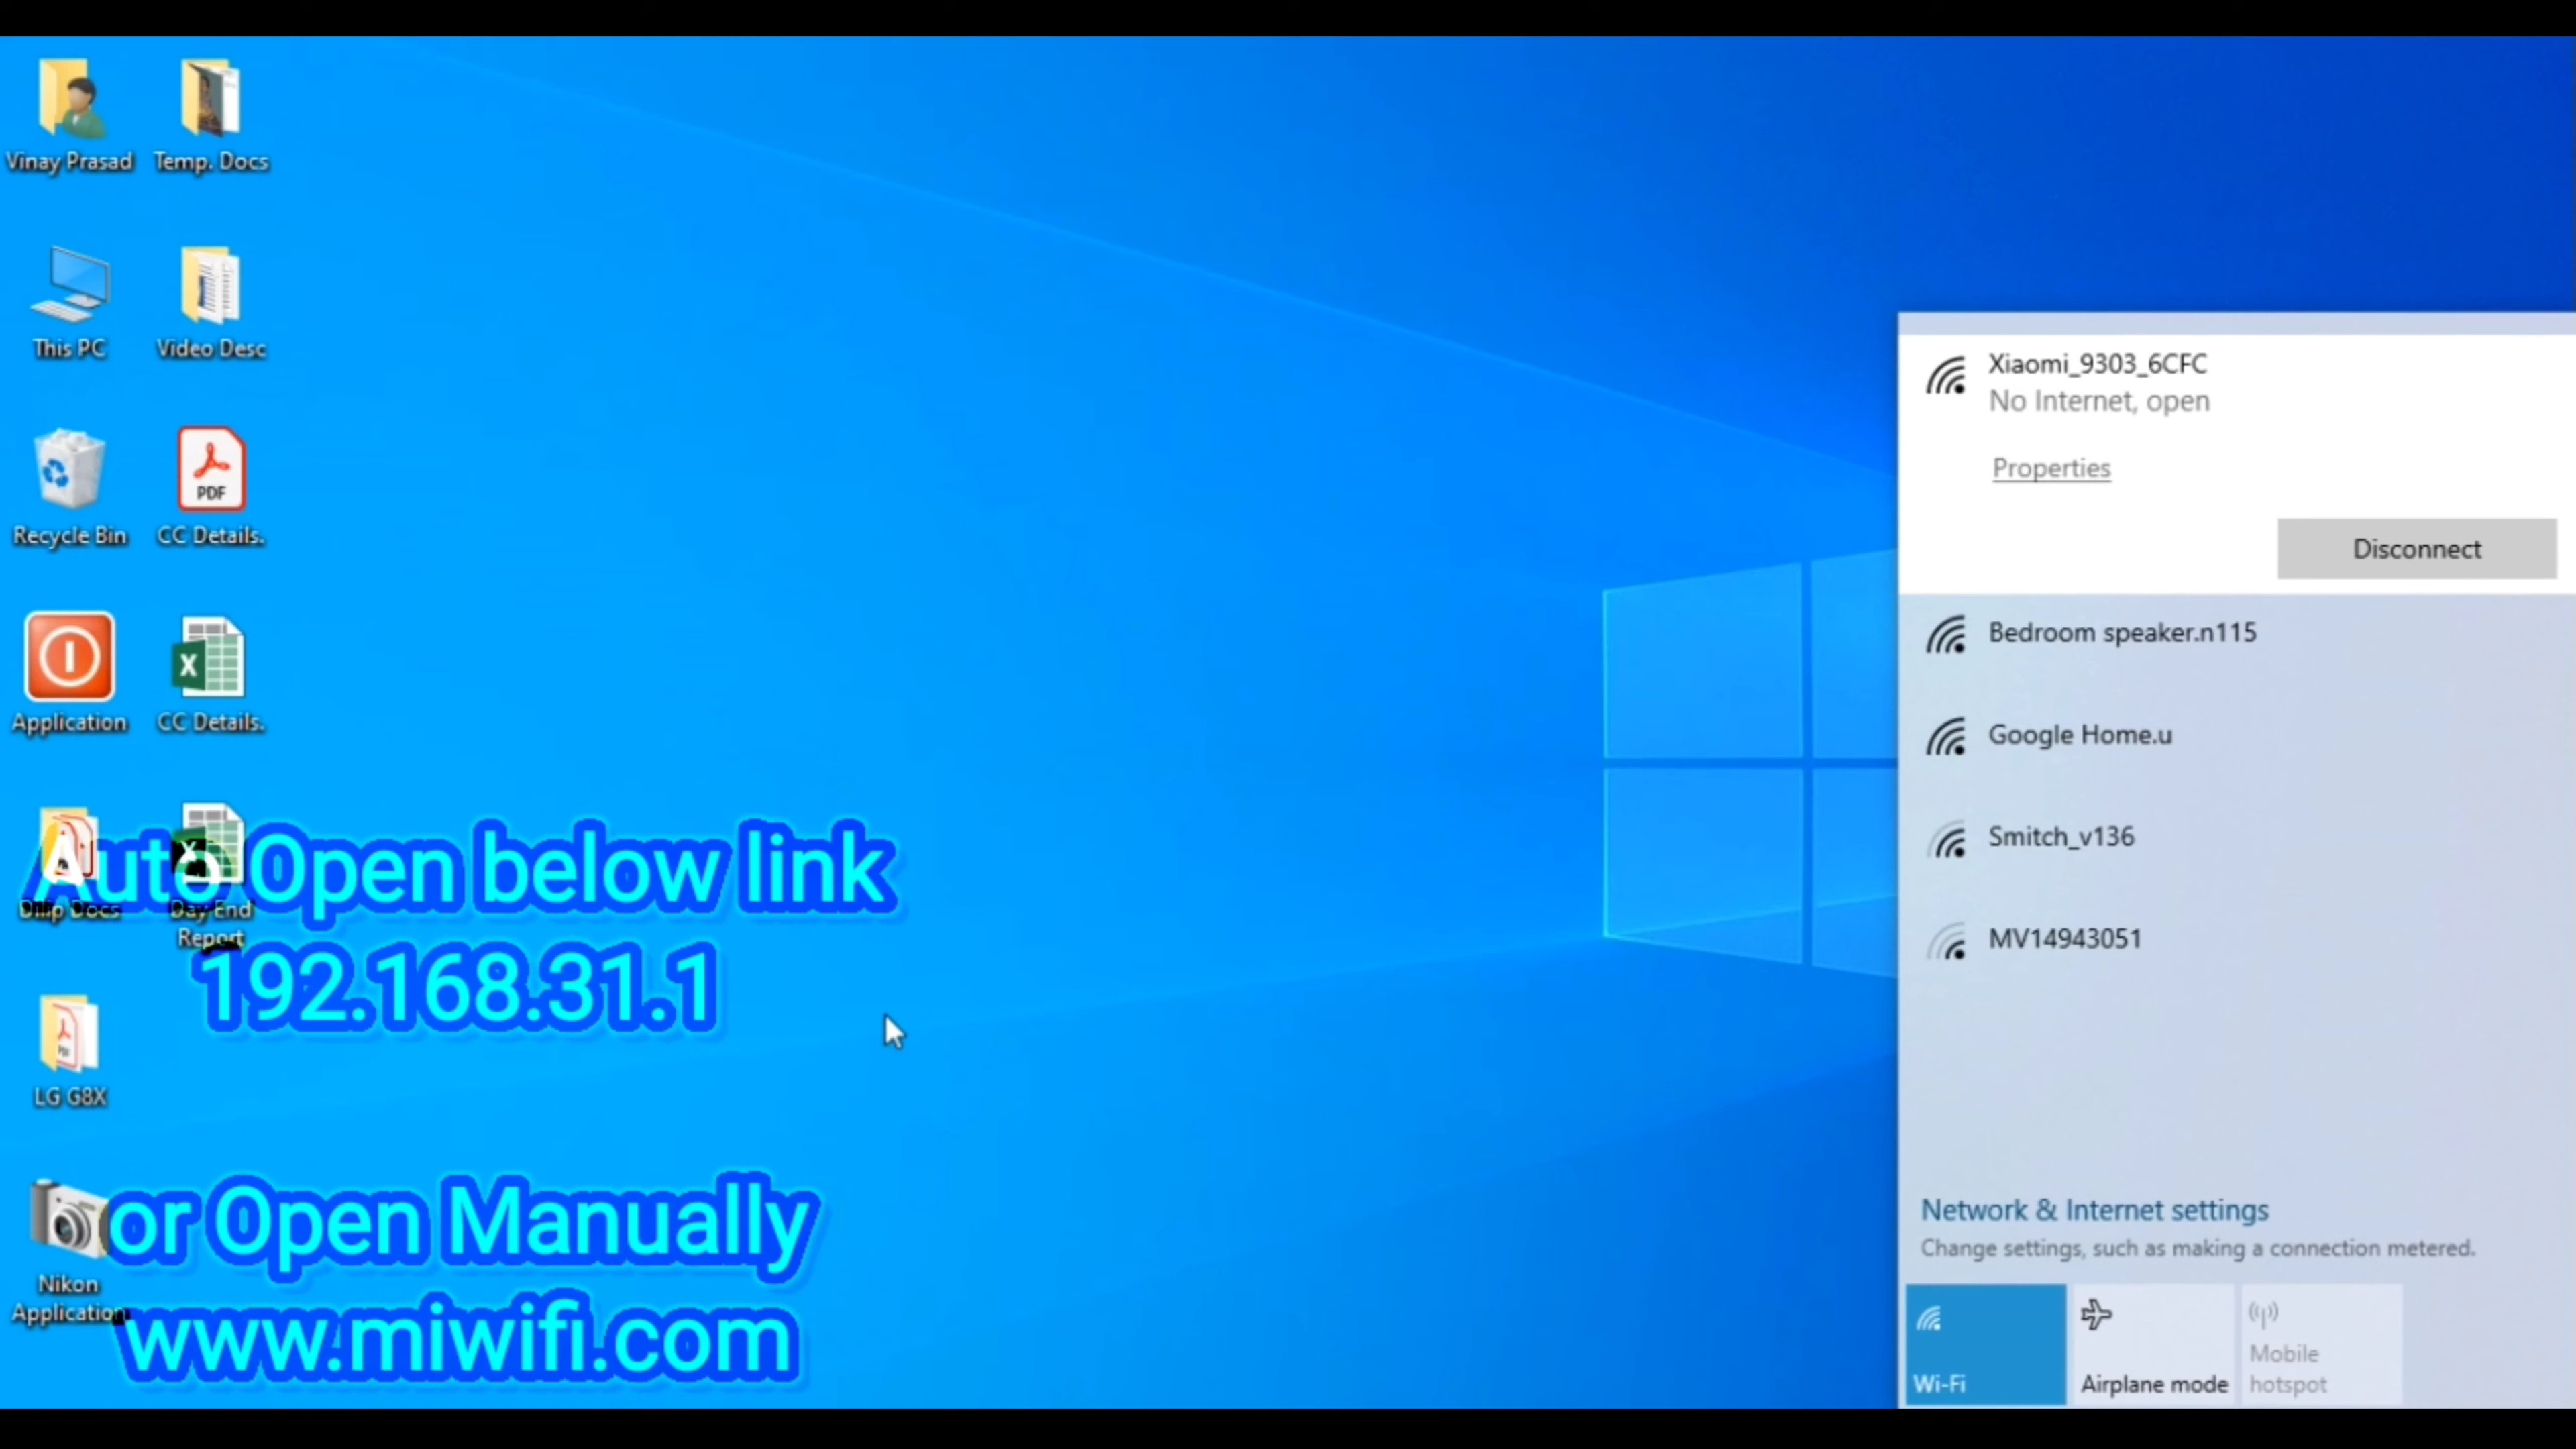 Vinay Prasad
Temp. Docs
This PC
Video Desc
Recycle Bin
PDF
CC Details.
Application
X
CC Details.
Dilip Docs
Day End
Report
PDF
LG G8X
Nikon
Application
Auto Open below link
192.168.31.1
or Open Manually
www.miwifi.com
Xiaomi_9303_6CFC
No Internet, open
Properties
Disconnect
Bedroom speaker.n115
Google Home.u
Smitch_v136
MV14943051
Network & Internet settings
Change settings, such as making a connection metered.
Wi-Fi
Airplane mode
Mobile
hotspot